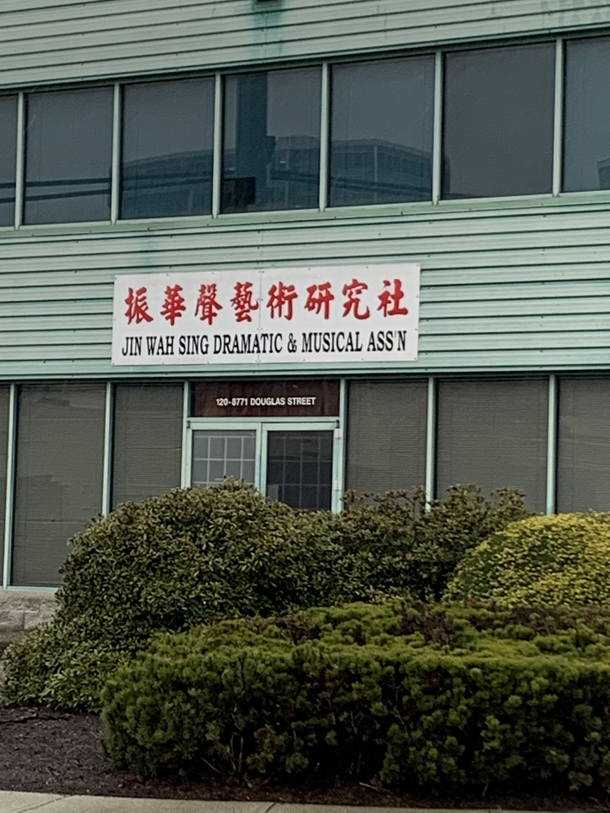 振華聲藝術研究社
JIN WAH SING DRAMATIC & MUSICAL ASS'N
120-8771 DOUGLAS STREET